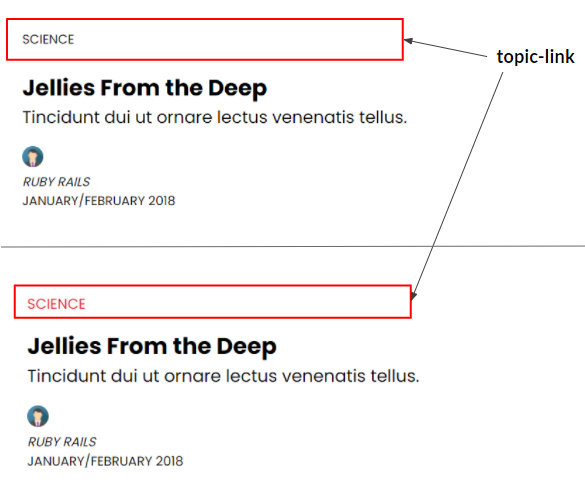 SCIENCE
topic-link
Jellies From the Deep
Tincidunt dui ut ornare lectus venenatis tellus.
RUBY RAILS
JANUARY/FEBRUARY 2018
SCIENCE
Jellies From the Deep
Tincidunt dui ut ornare lectus venenatis tellus.
RUBY RAILS
JANUARY/FEBRUARY 2018